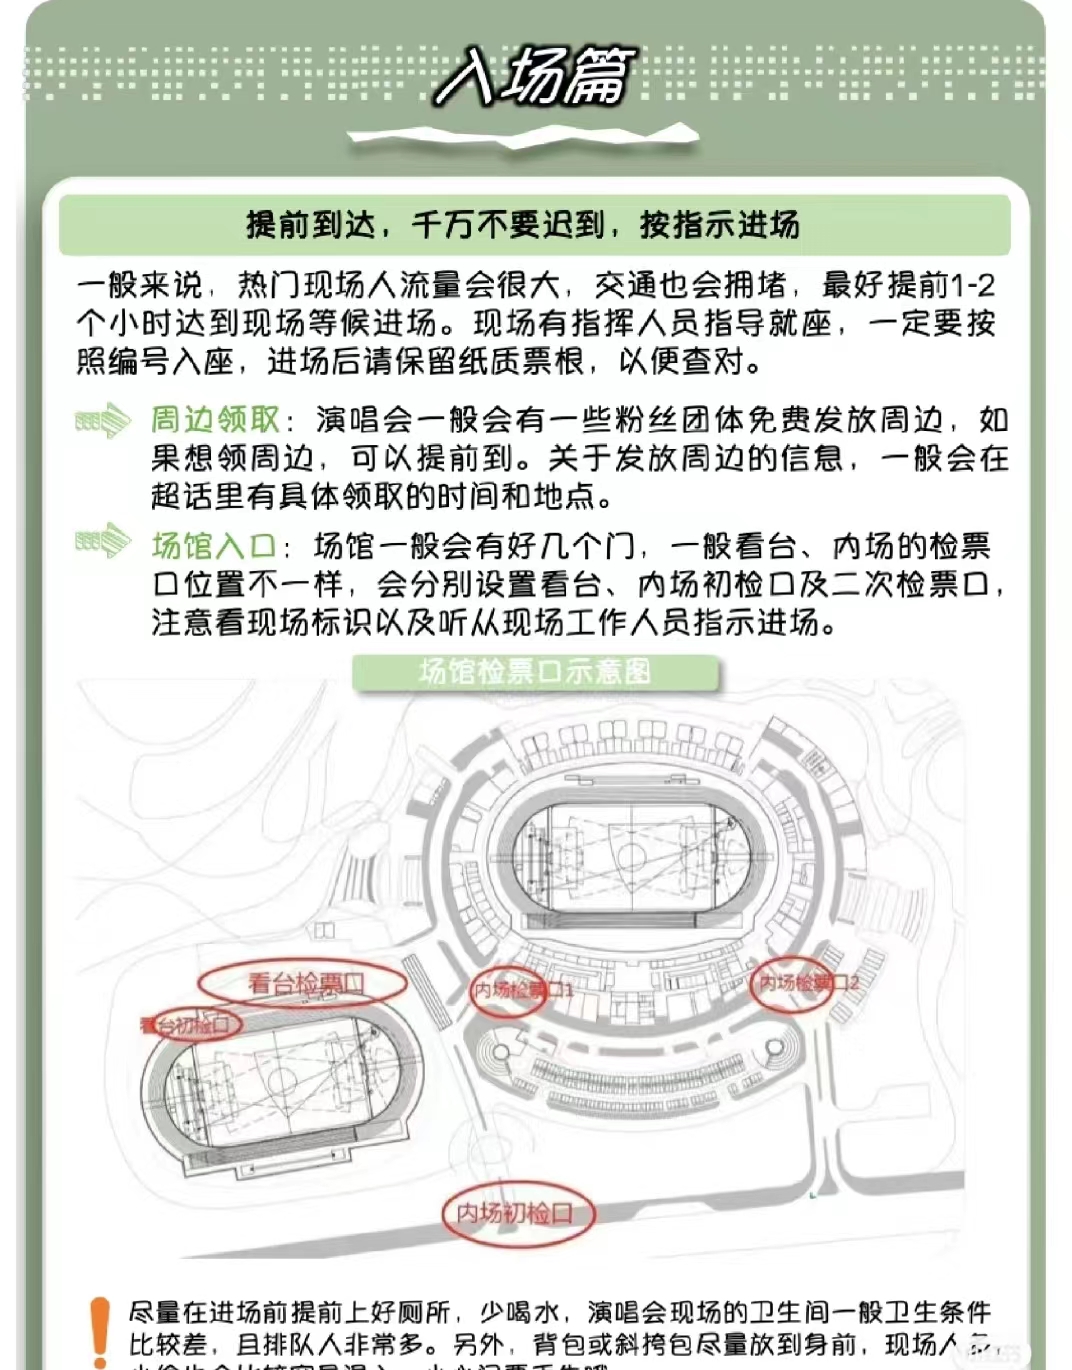 入场篇
提前到达，千万不要迟到，按指示进场
一般来说，热门现场人流量会很大，交通也会拥堵，最好提前1-2
个小时达到现场等候进场。现场有指挥人员指导就座，一定要按
照编号入座，进场后请保留纸质票根，以便查对。
周边领取：演唱会一般会有一些粉丝团体免费发放周边，如
果想领周边，可以提前到。关于发放周边的信息，一般会在
超话里有具体领取的时间和地点。
场馆入口：场馆一般会有好几个门，一般看台、内场的检票
口位置不一样，会分别设置看台、内场初检口及二次检票口，
注意看现场标识以及听从现场工作人员指示进场。
场馆检票口示意图
看台检票口
内场检票口1
内场检票口2
看台初检口
内场初检口
尽量在进场前提前上好厕所，少喝水，演唱会现场的卫生间一般卫生条件
比较差，且排队人非常多。另外，背包或斜挎包尽量放到身前，现场人多，